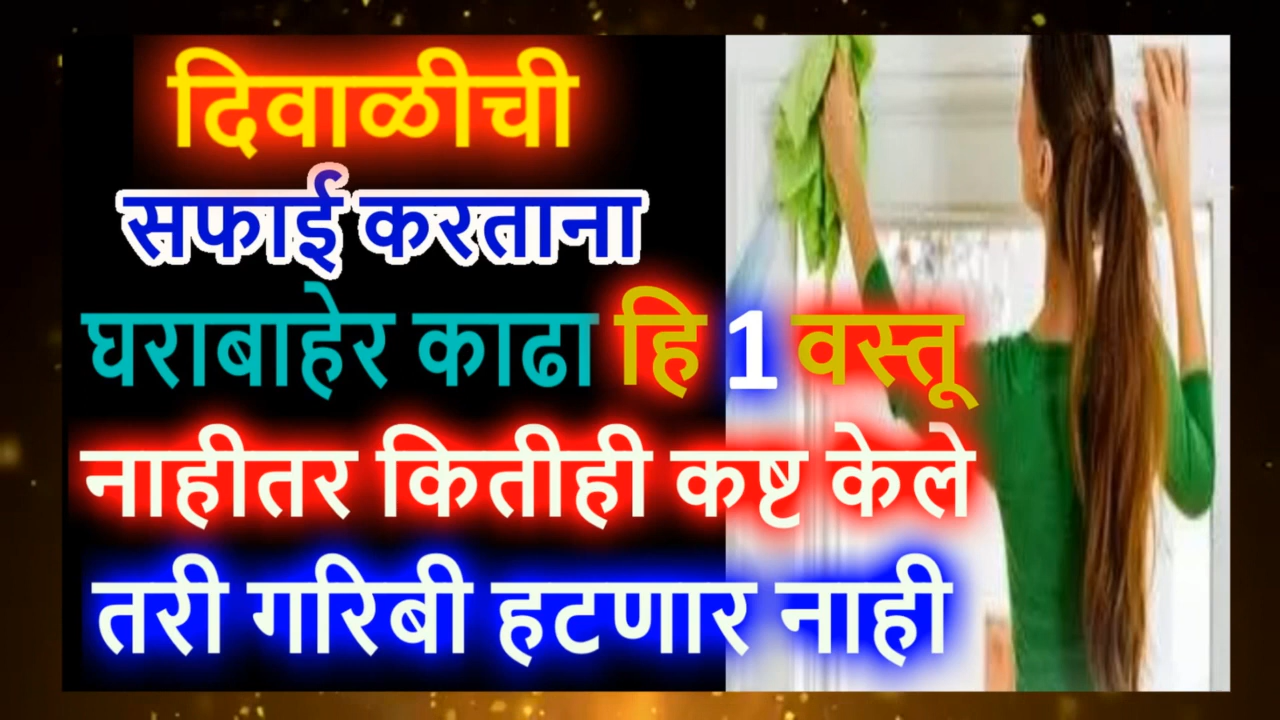 दिवाळीची
सफाई करताना
घराबाहेर काढा हि 1 वस्तू
नाहीतर कितीही कष्ट केले
तरी गरिबी हटणार नाही